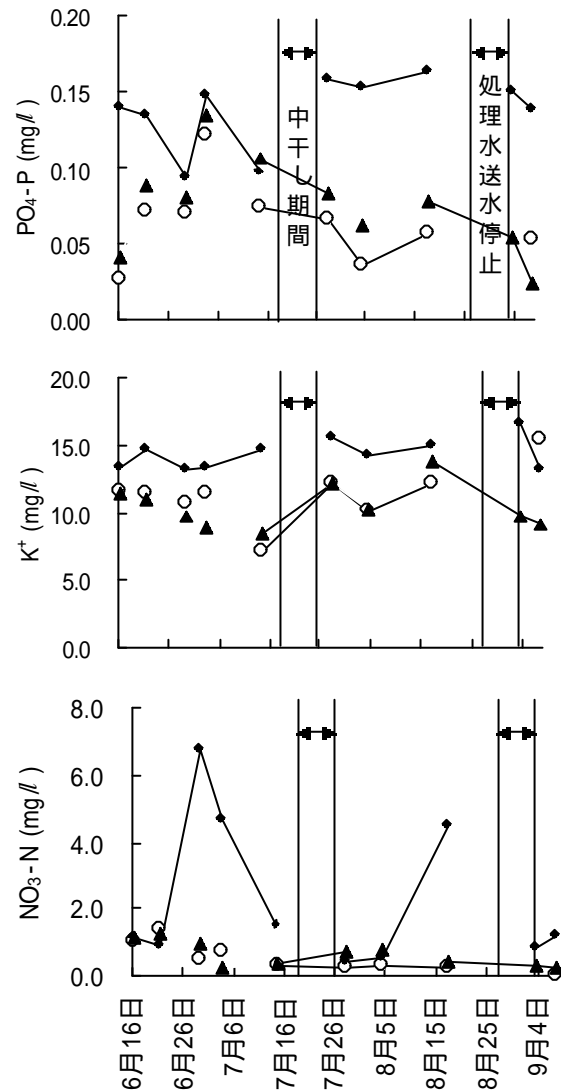 PO4-P (mg/ℓ)
0.20
0.15
0.10
0.05
0.00
中干し期間
処理水送水停止
K+ (mg/ℓ)
20.0
15.0
10.0
5.0
0.0
NO3-N (mg/ℓ)
8.0
6.0
4.0
2.0
0.0
6月16日
6月26日
7月6日
7月16日
7月26日
8月5日
8月15日
8月25日
9月4日